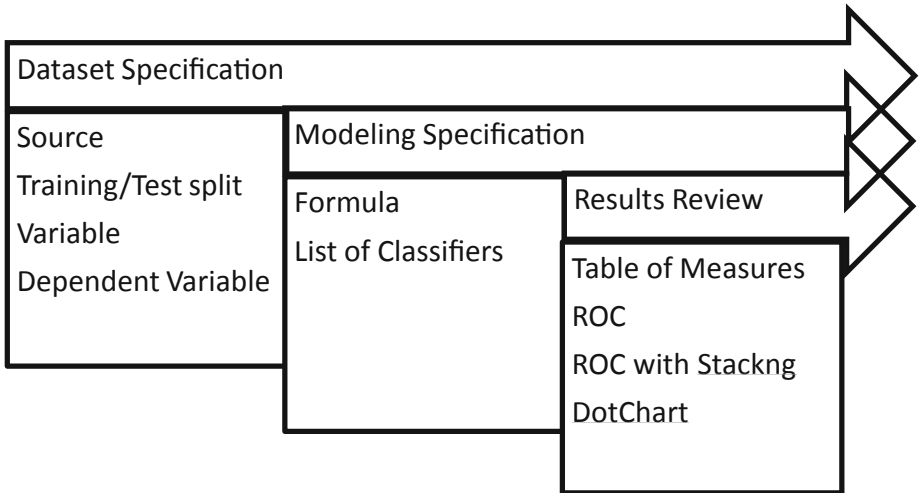 Dataset Specification
Source
Training/Test split
Variable
Dependent Variable
Modeling Specification
Formula
List of Classifiers
Results Review
Table of Measures
ROC
ROC with Stackng
DotChart